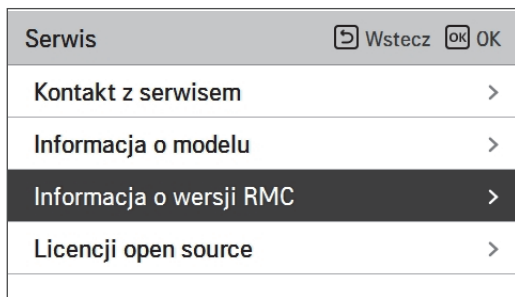 Serwis Wstecz OK OK
Kontakt z serwisem
Informacja o modelu
Informacja o wersji RMC
Licencji open source